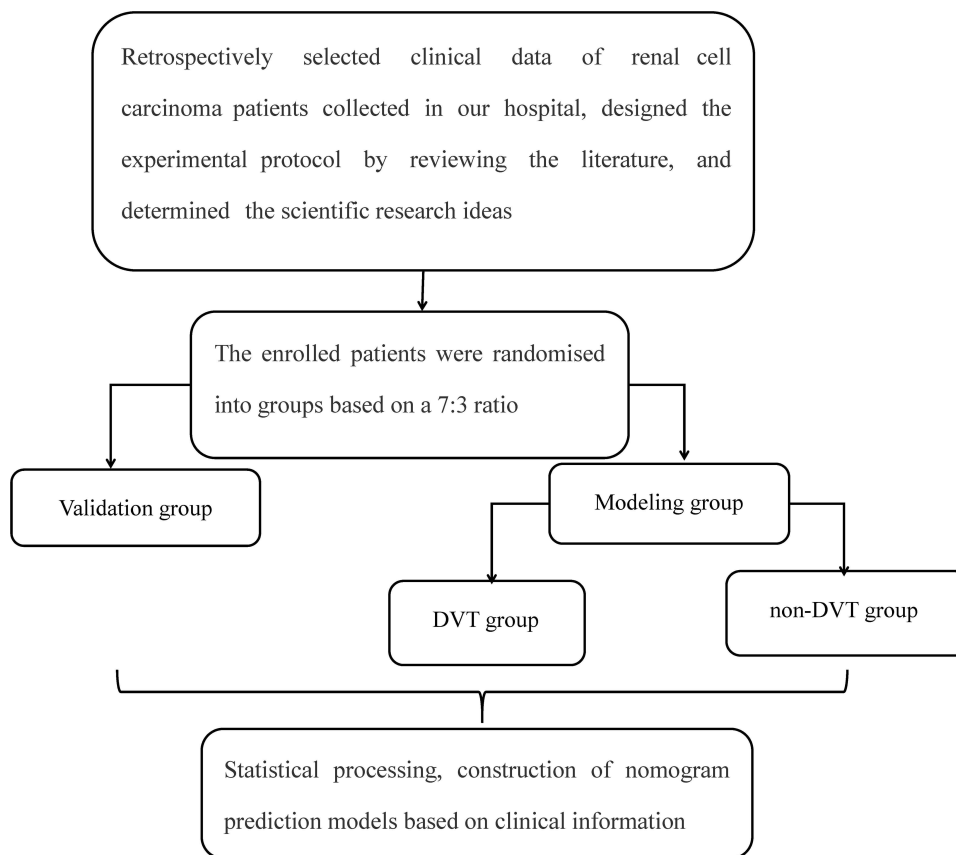 Retrospectively selected clinical data of renal cell
carcinoma patients collected in our hospital, designed the
experimental protocol by reviewing the literature, and
determined the scientific research ideas
The enrolled patients were randomised
into groups based on a 7:3 ratio
Validation group
Modeling group
DVT group
non-DVT group
Statistical processing, construction of nomogram
prediction models based on clinical information